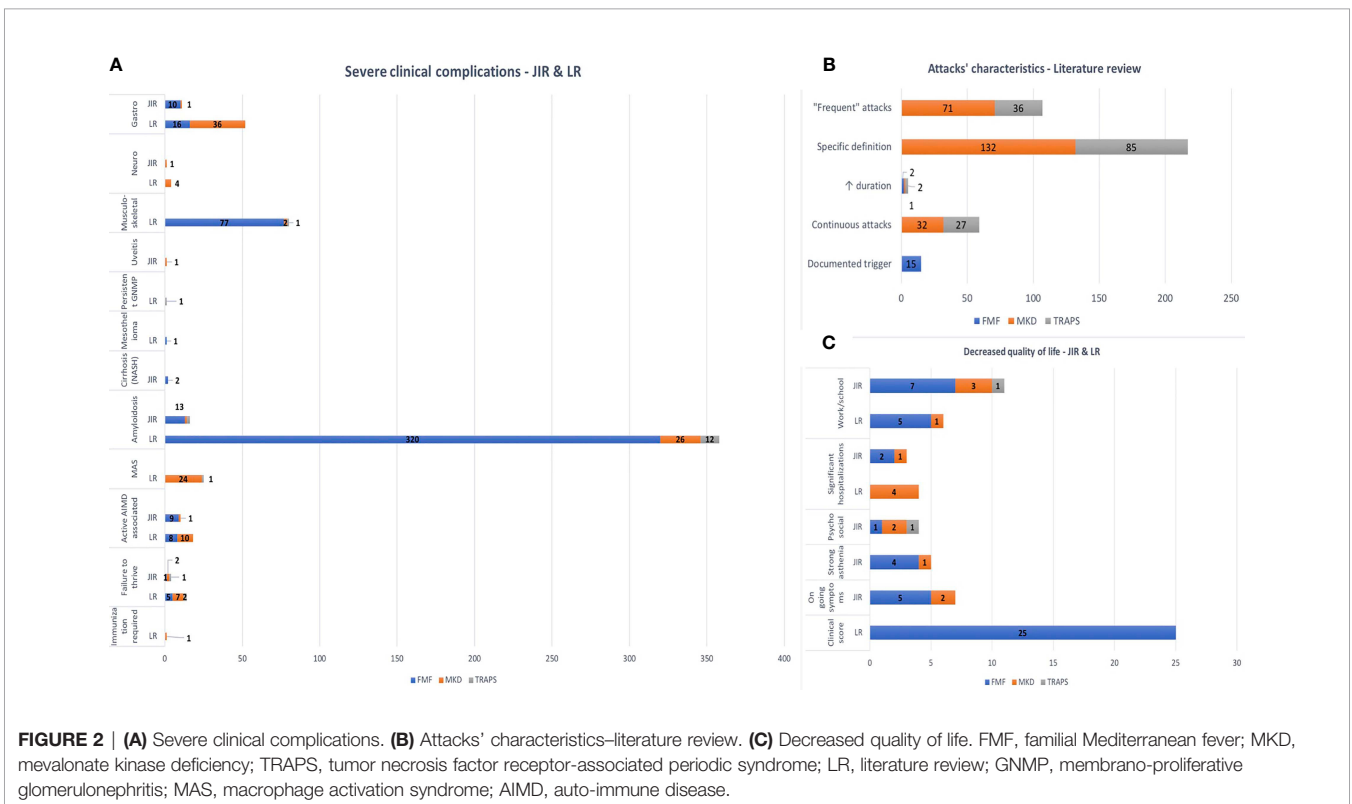 A
Severe clinical complications - JIR & LR
Gastro
JIR
10
1
LR
16
36
Neuro
JIR
1
LR
4
Musculo-
skeletal
LR
77
2
1
Uveitis
JIR
1
Persisten
t GNMP
LR
1
Mesothel
ioma
LR
1
Cirrhosis
(NASH)
JIR
2
Amyloidosis
13
JIR
LR
320
26
12
MAS
LR
24
1
Active AIMD
associated
JIR
9
1
LR
8
10
Failure to
thrive
2
JIR
1
1
LR
5
7
2
Immuniza
tion
required
LR
1
0 50 100 150 200 250 300 350 400
FMF MKD TRAPS
B
Attacks' characteristics - Literature review
"Frequent" attacks
71
36
Specific definition
132
85
↑ duration
2
2
1
Continuous attacks
32
27
Documented trigger
15
0 50 100 150 200 250
FMF MKD TRAPS
C
Decreased quality of life - JIR & LR
Work/school
JIR
7
3
1
LR
5
1
Significant
hospitalizations
JIR
2
1
LR
4
Psycho
social
JIR
1
2
Strong
asthenia
JIR
4
1
On
going
sympto
ms
JIR
5
2
Clinical
score
LR
25
0 5 10 15 20 25 30
FMF MKD TRAPS
FIGURE 2 | (A) Severe clinical complications. (B) Attacks' characteristics–literature review. (C) Decreased quality of life. FMF, familial Mediterranean fever; MKD,
mevalonate kinase deficiency; TRAPS, tumor necrosis factor receptor-associated periodic syndrome; LR, literature review; GNMP, membrano-proliferative
glomerulonephritis; MAS, macrophage activation syndrome; AIMD, auto-immune disease.